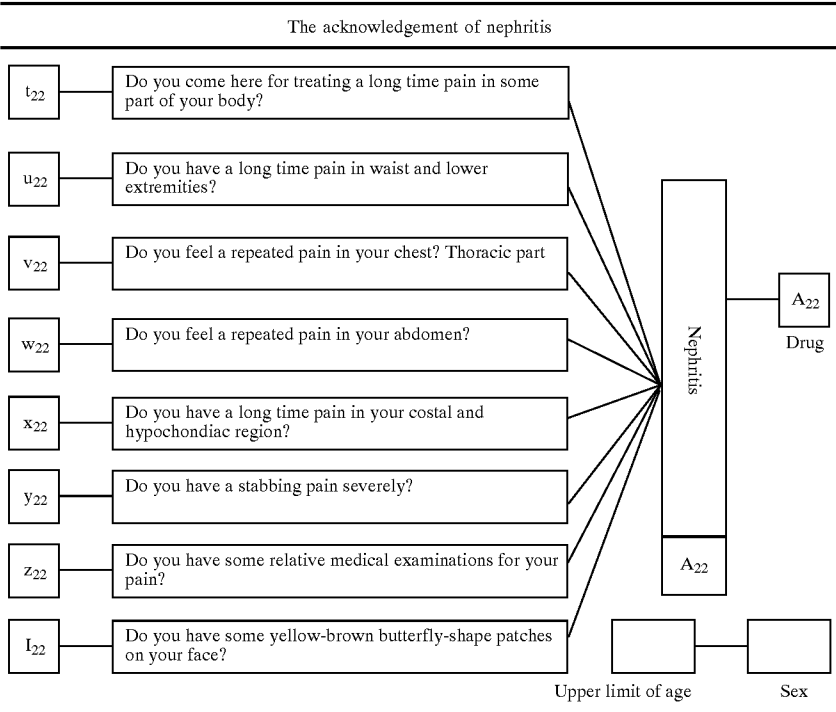 The acknowledgement of nephritis
t22
Do you come here for treating a long time pain in some
part of your body?
u22
Do you have a long time pain in waist and lower
extremities?
v22
Do you feel a repeated pain in your chest? Thoracic part
w22
Do you feel a repeated pain in your abdomen?
x22
Do you have a long time pain in your costal and
hypochondiac region?
y22
Do you have a stabbing pain severely?
z22
Do you have some relative medical examinations for your
pain?
I22
Do you have some yellow-brown butterfly-shape patches
on your face?
Nephritis
A22
A22
Drug
Upper limit of age
Sex